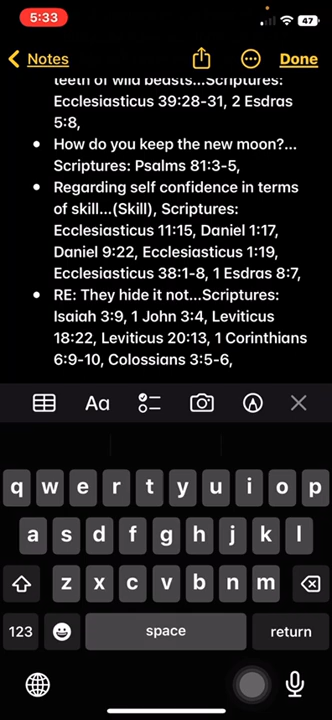 5:33
47
Notes
Done
teeth of wild beasts...Scriptures:
Ecclesiasticus 39:28-31, 2 Esdras
5:8,
• How do you keep the new moon?...
Scriptures: Psalms 81:3-5,
• Regarding self confidence in terms
of skill...(Skill), Scriptures:
Ecclesiasticus 11:15, Daniel 1:17,
Daniel 9:22, Ecclesiasticus 1:19,
Ecclesiasticus 38:1-8, 1 Esdras 8:7,
• RE: They hide it not...Scriptures:
Isaiah 3:9, 1 John 3:4, Leviticus
18:22, Leviticus 20:13, 1 Corinthians
6:9-10, Colossians 3:5-6,
Aa
q w e r t y u i o p
a s d f g h j k l
z x c v b n m
123 space return